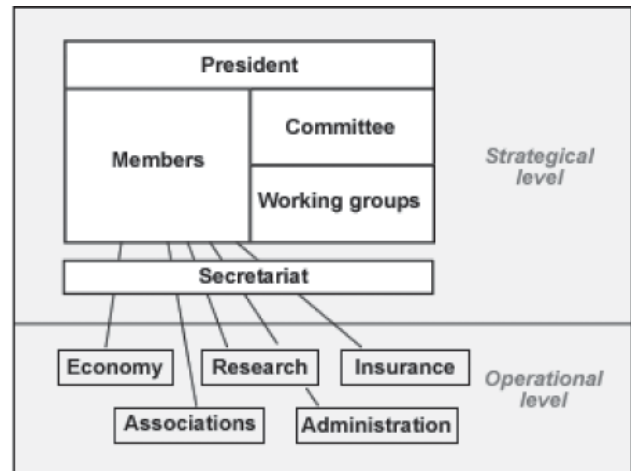 President
Members
Committee
Working groups
Strategical
level
Secretariat
Economy
Research
Insurance
Associations
Administration
Operational
level